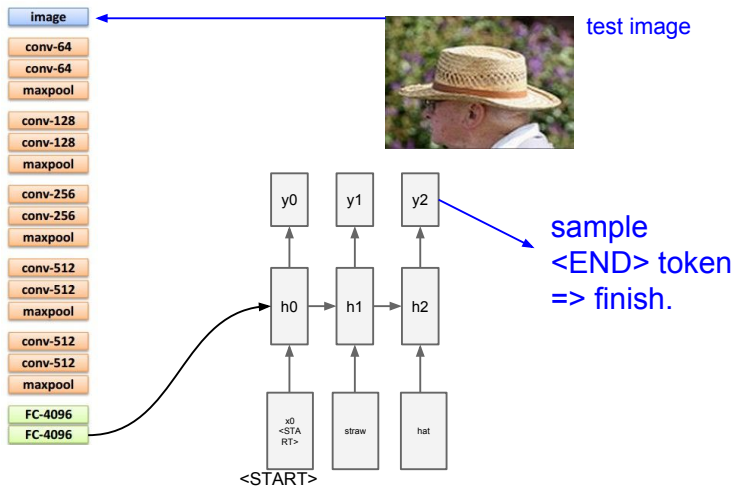 image
test image
conv-64
conv-64
maxpool
conv-128
conv-128
maxpool
conv-256
conv-256
maxpool
conv-512
conv-512
maxpool
conv-512
conv-512
maxpool
FC-4096
FC-4096
y0
y1
y2
h0
h1
h2
x0
<STA
RT>
straw
hat
<START>
sample
<END> token
=> finish.